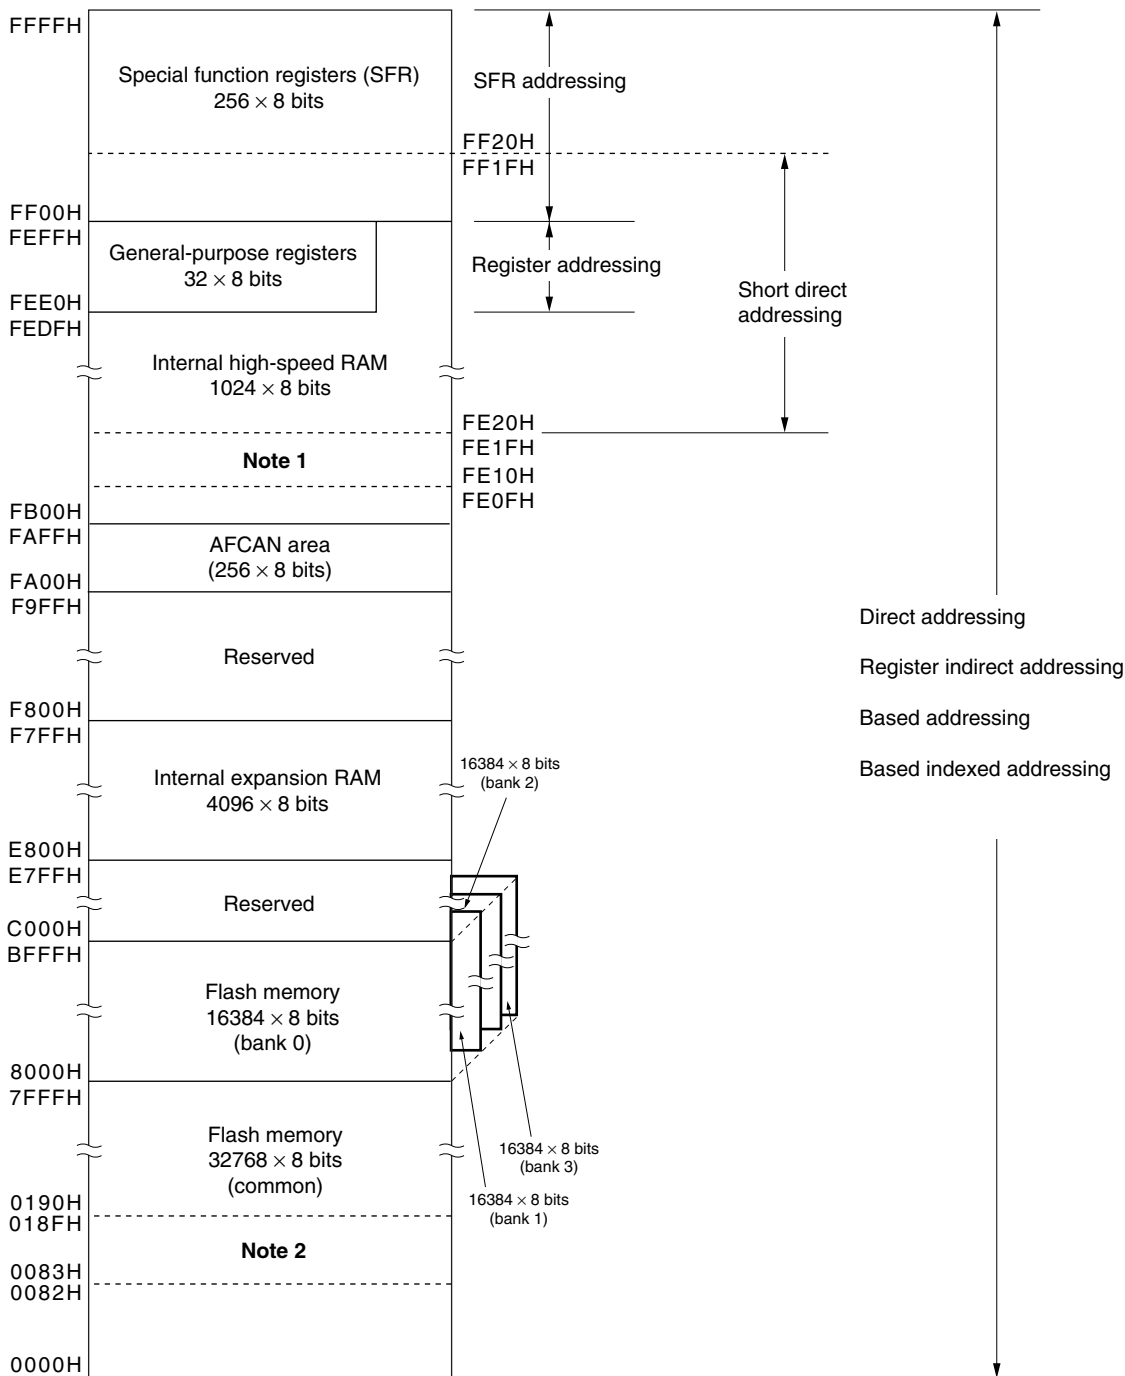 FFFFH
Special function registers (SFR)
256 × 8 bits
SFR addressing
FF20H
FF1FH
FF00H
FEFFH
General-purpose registers
32 × 8 bits
Register addressing
FEE0H
FEDFH
Short direct
addressing
Internal high-speed RAM
1024 × 8 bits
FE20H
FE1FH
Note 1
FE10H
FE0FH
FB00H
FAFFH
AFCAN area
(256 × 8 bits)
FA00H
F9FFH
Direct addressing
Reserved
Register indirect addressing
F800H
F7FFH
Based addressing
Based indexed addressing
16384 × 8 bits
(bank 2)
Internal expansion RAM
4096 × 8 bits
E800H
E7FFH
Reserved
C000H
BFFFH
Flash memory
16384 × 8 bits
(bank 0)
8000H
7FFFH
Flash memory
32768 × 8 bits
(common)
16384 × 8 bits
(bank 3)
16384 × 8 bits
(bank 1)
0190H
018FH
Note 2
0083H
0082H
0000H